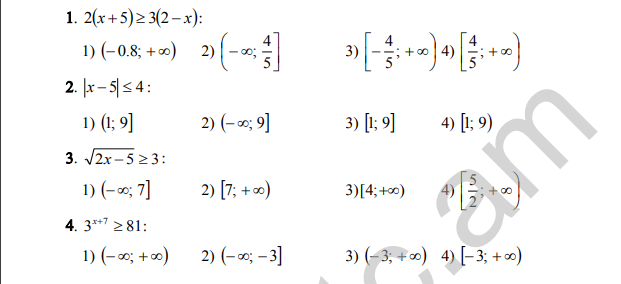 1. 2(x+5)≥3(2−x):
1) (−0.8; +∞) 2) (−∞; 4/5] 3) [−4/5; +∞) 4) [4/5; +∞)
2. |x−5|≤4:
1) (1; 9] 2) (−∞; 9] 3) [1; 9] 4) [1; 9)
3. √(2x−5) ≥3:
1) (−∞; 7] 2) [7; +∞) 3)[4;+∞) 4) [5/2; +∞)
4. 3^(x+7) ≥81:
1) (−∞; +∞) 2) (−∞; −3] 3) (−3; +∞) 4) [−3; +∞)
c.am